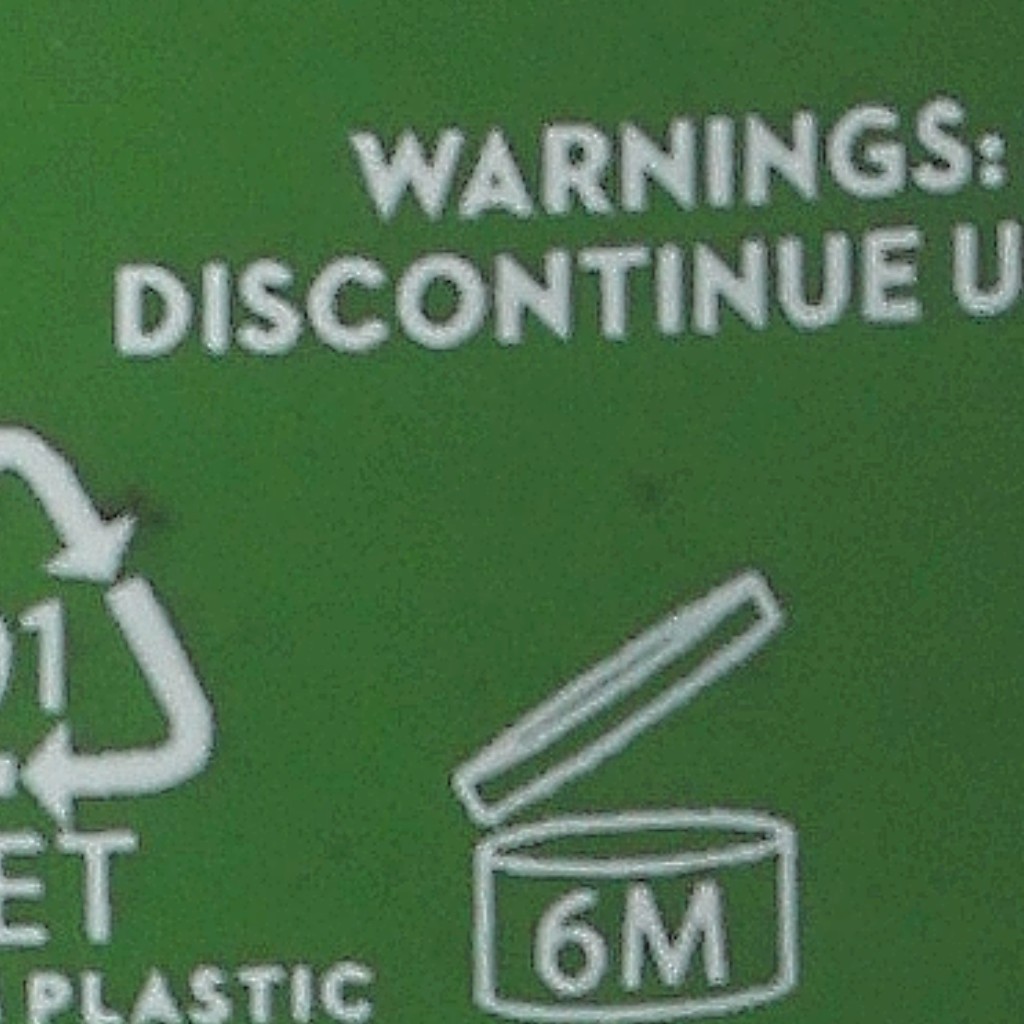 WARNINGS:
DISCONTINUE U
01
ET
6M
PLASTIC